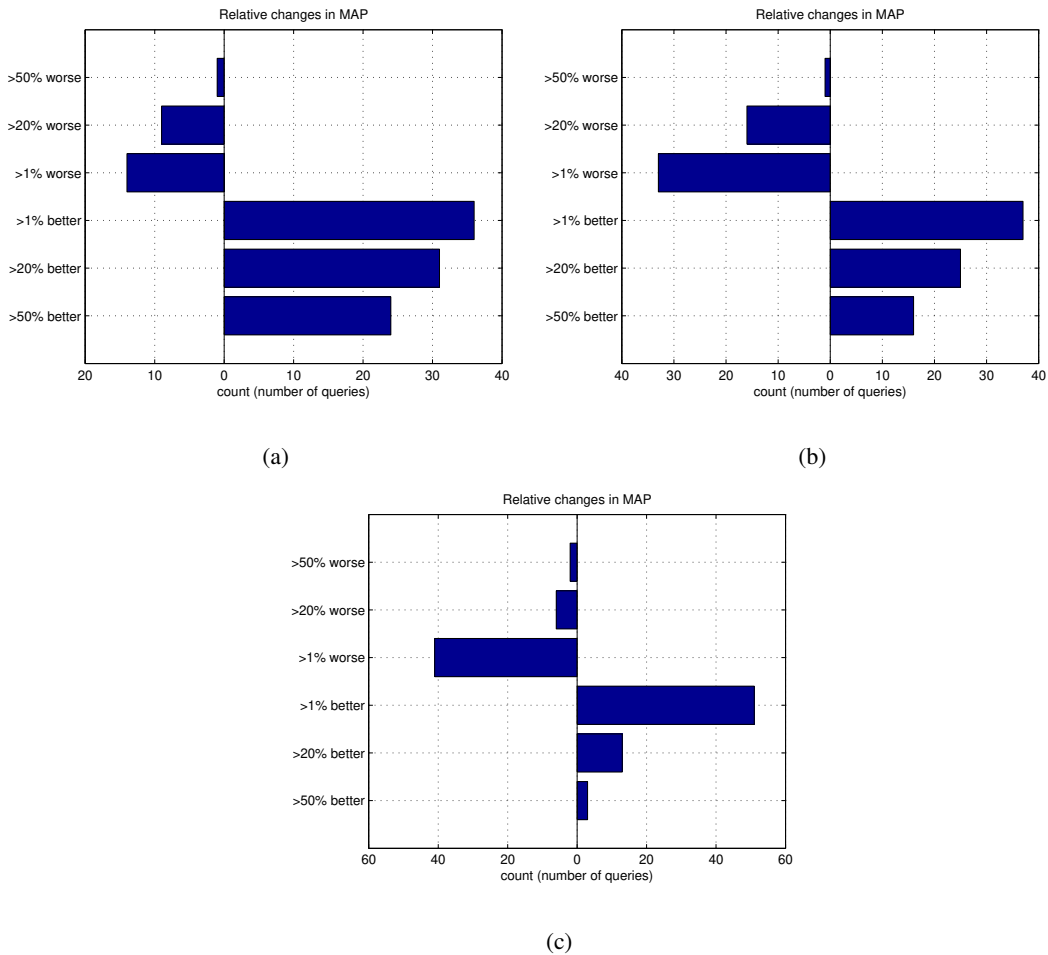 Relative changes in MAP
>50% worse
>20% worse
>1% worse
>1% better
>20% better
>50% better
20 10 0 10 20 30 40
count (number of queries)
(a)
Relative changes in MAP
>50% worse
>20% worse
>1% worse
>1% better
>20% better
>50% better
40 30 20 10 0 10 20 30 40
count (number of queries)
(b)
Relative changes in MAP
>50% worse
>20% worse
>1% worse
>1% better
>20% better
>50% better
60 40 20 0 20 40 60
count (number of queries)
(c)